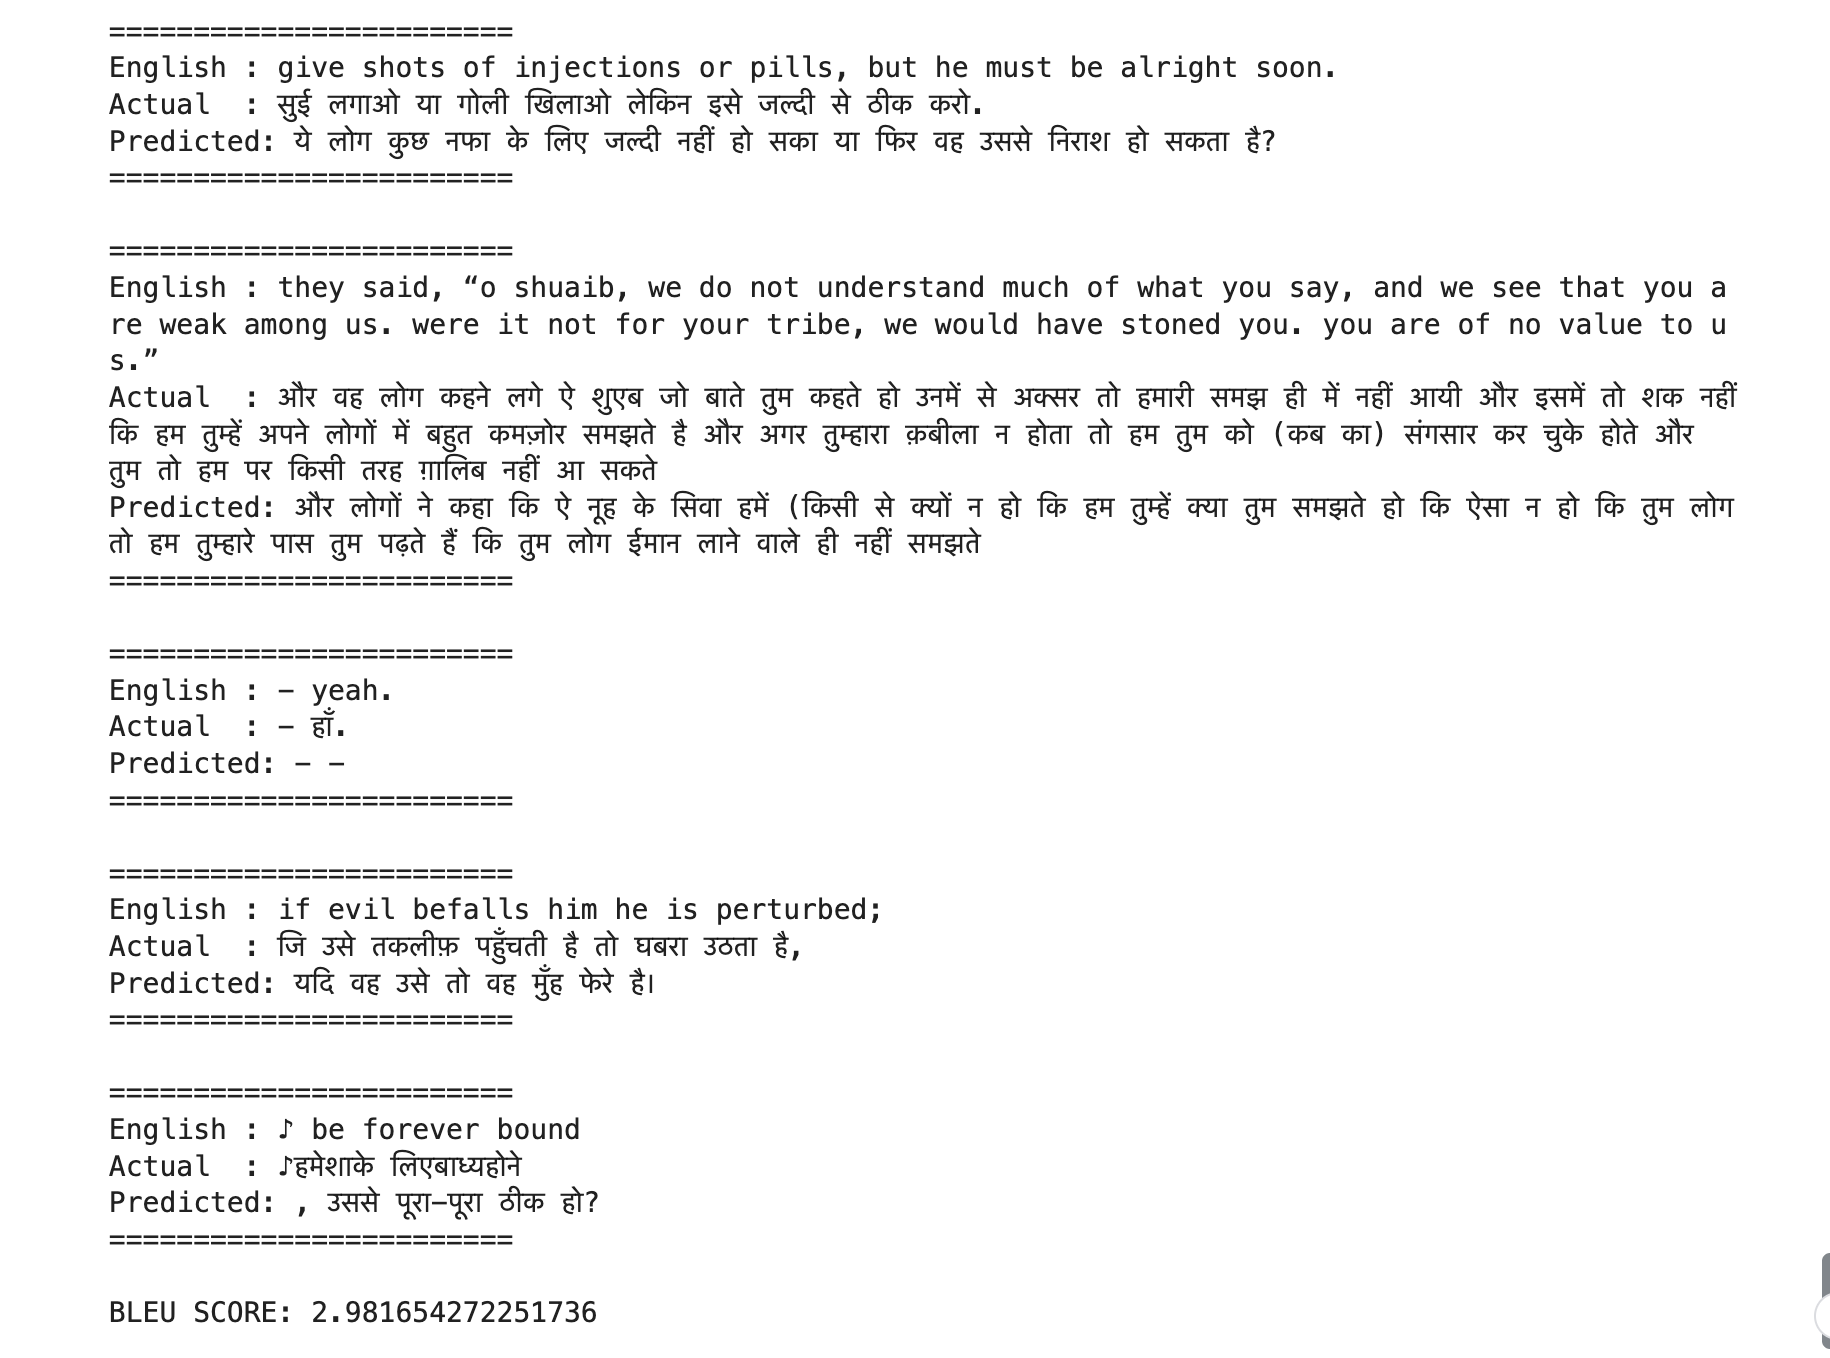 ========================
English : give shots of injections or pills, but he must be alright soon.
Actual  : सुई लगाओ या गोली खिलाओ लेकिन इसे जल्दी से ठीक करो.
Predicted: ये लोग कुछ नफा के लिए जल्दी नहीं हो सका या फिर वह उससे निराश हो सकता है?
========================
========================
English : they said, “o shuaib, we do not understand much of what you say, and we see that you a
re weak among us. were it not for your tribe, we would have stoned you. you are of no value to u
s.”
Actual  : और वह लोग कहने लगे ऐ शुएब जो बाते तुम कहते हो उनमें से अक्सर तो हमारी समझ ही में नहीं आयी और इसमें तो शक नहीं
कि हम तुम्हें अपने लोगों में बहुत कमज़ोर समझते है और अगर तुम्हारा क़बीला न होता तो हम तुम को (कब का) संगसार कर चुके होते और
तुम तो हम पर किसी तरह ग़ालिब नहीं आ सकते
Predicted: और लोगों ने कहा कि ऐ नूह के सिवा हमें (किसी से क्यों न हो कि हम तुम्हें क्या तुम समझते हो कि ऐसा न हो कि तुम लोग
तो हम तुम्हारे पास तुम पढ़ते हैं कि तुम लोग ईमान लाने वाले ही नहीं समझते
========================
========================
English : – yeah.
Actual  : – हाँ.
Predicted: – –
========================
========================
English : if evil befalls him he is perturbed;
Actual  : जि उसे तकलीफ़ पहुँचती है तो घबरा उठता है,
Predicted: यदि वह उसे तो वह मुँह फेरे है।
========================
========================
English : ♪ be forever bound
Actual  : ♪हमेशाके लिएबाध्यहोने
Predicted: , उससे पूरा–पूरा ठीक हो?
========================
BLEU SCORE: 2.981654272251736